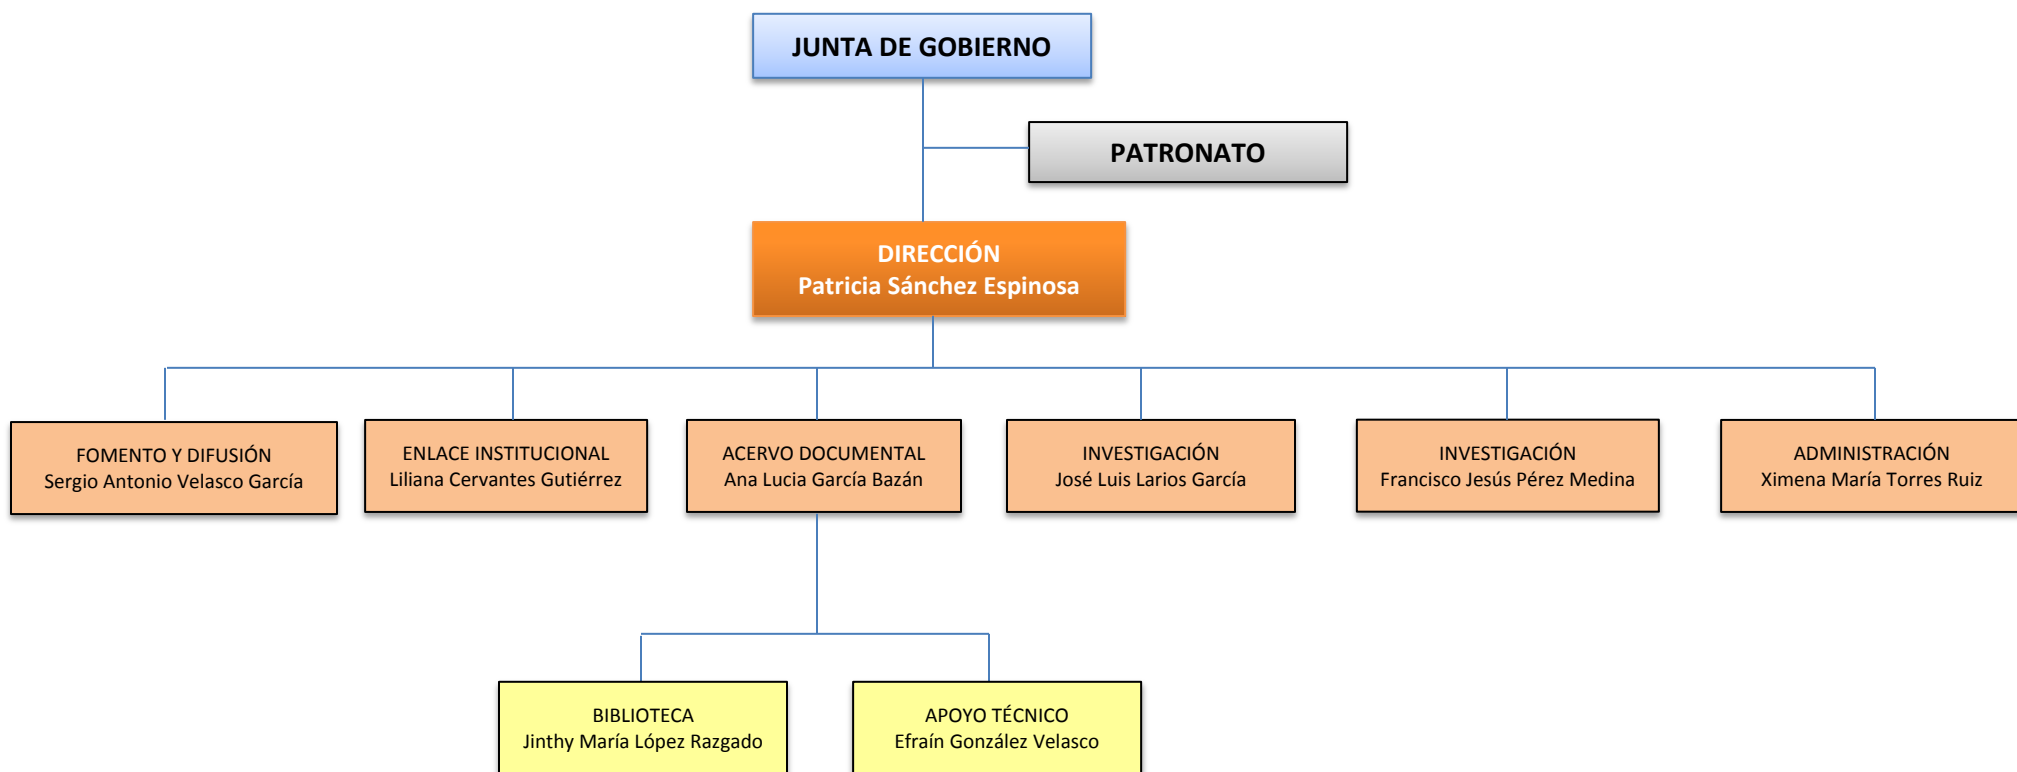 JUNTA DE GOBIERNO
PATRONATO
DIRECCIÓN
Patricia Sánchez Espinosa
FOMENTO Y DIFUSIÓN
Sergio Antonio Velasco García
ENLACE INSTITUCIONAL
Liliana Cervantes Gutiérrez
ACERVO DOCUMENTAL
Ana Lucia García Bazán
INVESTIGACIÓN
José Luis Larios García
INVESTIGACIÓN
Francisco Jesús Pérez Medina
ADMINISTRACIÓN
Ximena María Torres Ruiz
BIBLIOTECA
Jinthy María López Razgado
APOYO TÉCNICO
Efraín González Velasco